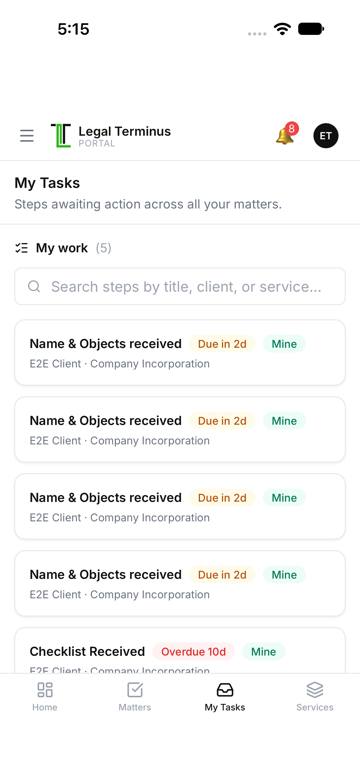 5:15
Legal Terminus
PORTAL
8
ET
My Tasks
Steps awaiting action across all your matters.
My work (5)
Search steps by title, client, or service...
Name & Objects received Due in 2d Mine
E2E Client · Company Incorporation
Name & Objects received Due in 2d Mine
E2E Client · Company Incorporation
Name & Objects received Due in 2d Mine
E2E Client · Company Incorporation
Name & Objects received Due in 2d Mine
E2E Client · Company Incorporation
Checklist Received Overdue 10d Mine
E2E Client · Company Incorporation
Home Matters My Tasks Services